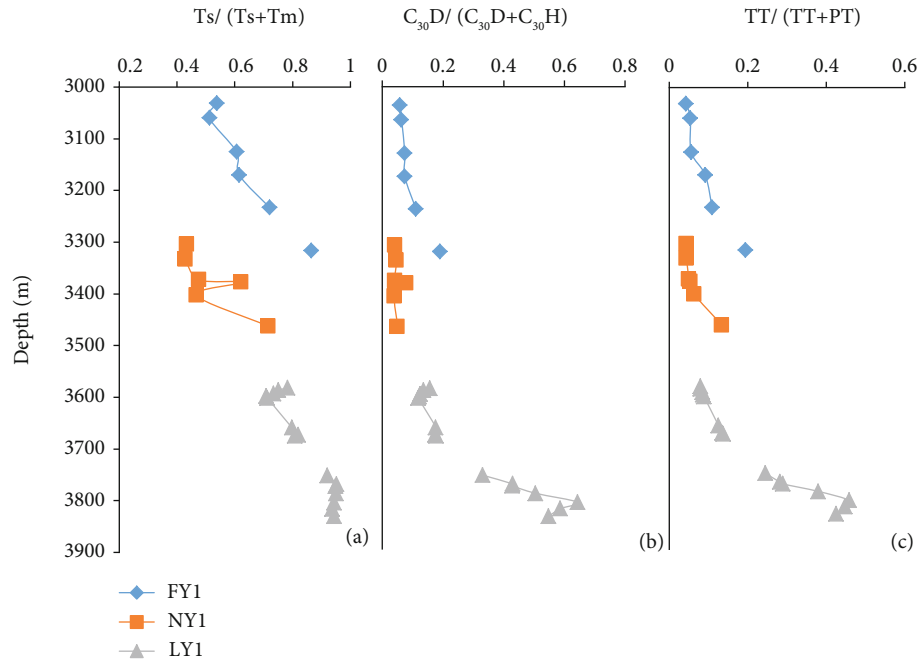 Ts/ (Ts+Tm)
C₃₀D/ (C₃₀D+C₃₀H)
TT/ (TT+PT)
0.2 0.4 0.6 0.8 1
0 0.2 0.4 0.6 0.8
0 0.2 0.4 0.6
Depth (m)
3000
3100
3200
3300
3400
3500
3600
3700
3800
3900
(a)
(b)
(c)
FY1
NY1
LY1